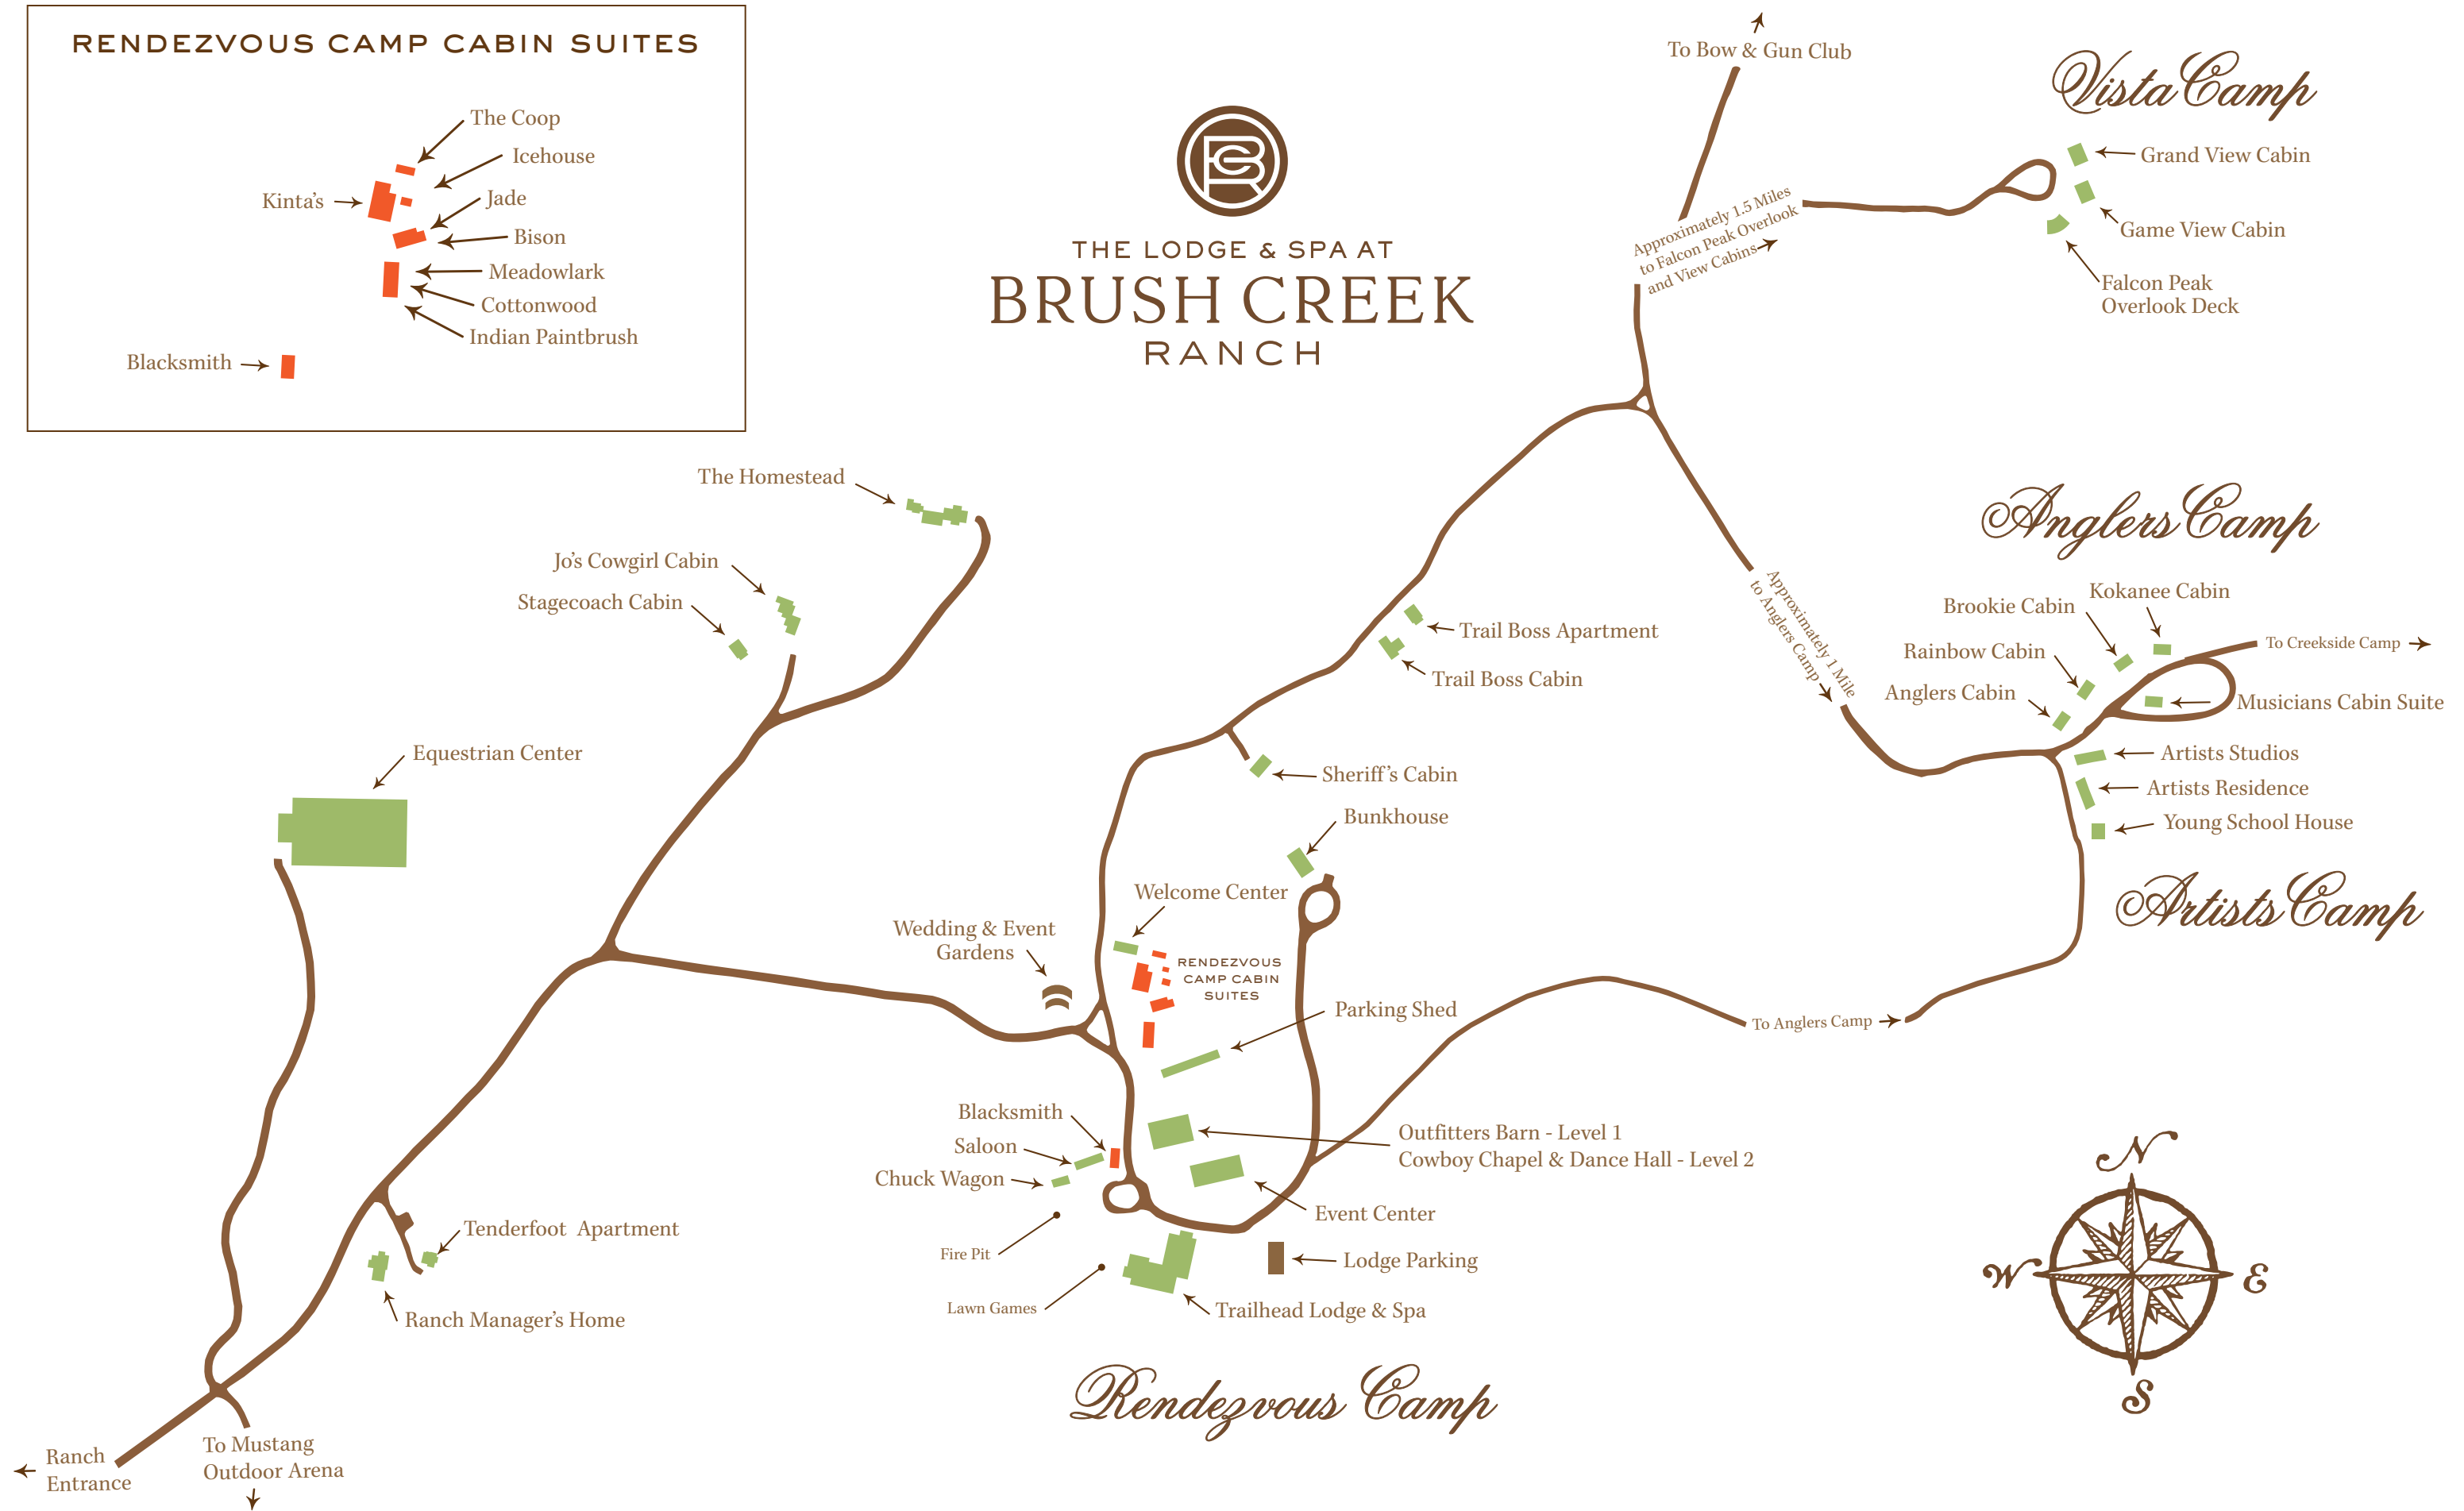 RENDEZVOUS CAMP CABIN SUITES
The Coop
Icehouse
Kinta's
Jade
Bison
Meadowlark
Cottonwood
Indian Paintbrush
Blacksmith
BCR
THE LODGE & SPA AT
BRUSH CREEK
RANCH
To Bow & Gun Club
Approximately 1.5 Miles
to Falcon Peak Overlook
and View Cabins
Vista Camp
Grand View Cabin
Game View Cabin
Falcon Peak
Overlook Deck
The Homestead
Jo's Cowgirl Cabin
Stagecoach Cabin
Equestrian Center
Trail Boss Apartment
Trail Boss Cabin
Approximately 1 Mile
to Anglers Camp
Anglers Camp
Kokanee Cabin
Brookie Cabin
Rainbow Cabin
Anglers Cabin
To Creekside Camp
Musicians Cabin Suite
Artists Studios
Artists Residence
Young School House
Artists Camp
Sheriff's Cabin
Bunkhouse
Welcome Center
Wedding & Event
Gardens
RENDEZVOUS
CAMP CABIN
SUITES
Parking Shed
To Anglers Camp
Blacksmith
Saloon
Chuck Wagon
Outfitters Barn - Level 1
Cowboy Chapel & Dance Hall - Level 2
Event Center
Fire Pit
Lodge Parking
Lawn Games
Trailhead Lodge & Spa
Rendezvous Camp
Tenderfoot Apartment
Ranch Manager's Home
Ranch
Entrance
To Mustang
Outdoor Arena
N
W
E
S